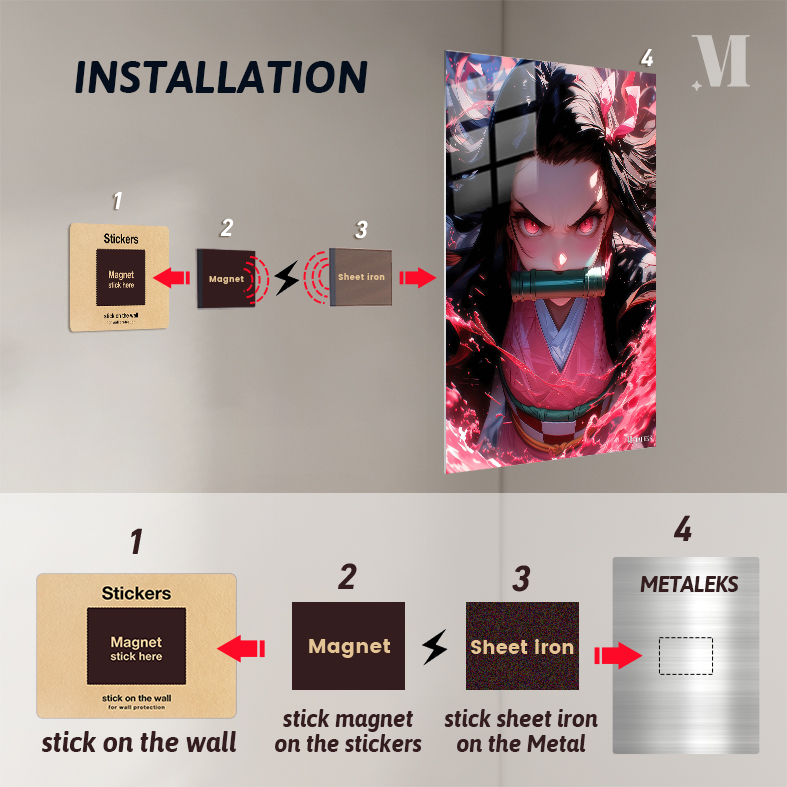 INSTALLATION
M
4
1
2
3
Stickers
Magnet
stick here
stick on the wall
for wall protection
Magnet
Sheet iron
1
2
3
4
Stickers
Magnet
stick here
stick on the wall
for wall protection
Magnet
Sheet iron
METALEKS
stick on the wall
stick magnet
on the stickers
stick sheet iron
on the Metal